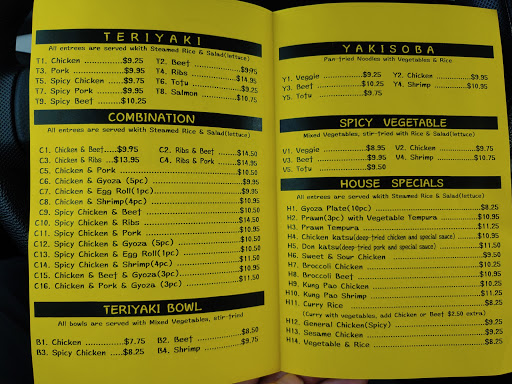 TERIYAKI
All entrees are served wkith Steamed Rice & Salad(lettuce)
T1. Chicken ............$9.25
T2. Beef ................$9.95
T3. Pork ................$9.95
T4. Ribs ................$14.50
T5. Spicy Chicken ....$9.75
T6. Tofu ................$9.25
T7. Spicy Pork ........$9.95
T8. Salmon ............$10.75
T9. Spicy Beef ........$10.25
COMBINATION
All entrees are served wkith Steamed Rice & Salad(lettuce)
C1. Chicken & Beef.....$9.95
C2. Ribs & Beef .......$14.50
C3. Chicken & Ribs ...$13.95
C4. Ribs & Pork .......$14.95
C5. Chicken & Pork ................$10.50
C6. Chicken & Gyoza (5pc) ................$9.95
C7. Chicken & Egg Roll(1pc) ................$9.95
C8. Chicken & Shrimp(4pc) ................
C9. Spicy Chicken & Beef ................$10.50
C10. Spicy Chicken & Ribs ................$14.50
C11. Spicy Chicken & Pork ................$10.95
C12. Spicy Chicken & Gyoza (5pc) ................
C13. Spicy Chicken & Egg Roll(1pc) ................
C14. Spicy Chicken & Shrimp(4pc) ................$11.50
C15. Chicken & Beef & Gyoza(3pc) ................$10.95
C16. Chicken & Pork & Gyoza (3pc) ................$11.50
TERIYAKI BOWL
All bowls are served with Mixed Vegetables, stir-fried
B1. Chicken ..........$7.75
B2. Beef ................$8.50
B3. Spicy Chicken ....$8.25
B4. Shrimp ............$9.75
YAKISOBA
Pan-fried Noodles with Vegetables & Rice
Y1. Veggie ............$9.25
Y2. Chicken ..........$9.95
Y3. Beef ..............$10.25
Y4. Shrimp ..........$10.95
Y5. Tofu ..............$9.75
SPICY VEGETABLE
Mixed Vegetables, stir-fried with Rice & Salad(lettuce)
V1. Veggie ............$8.95
V2. Chicken ..........$9.25
V3. Beef ..............$9.95
V4. Shrimp ..........$10.75
V5. Tofu ..............$9.50
HOUSE SPECIALS
All entrees are served wkith Steamed Rice & Salad(lettuce)
H1. Gyoza Plate(10pc) ................$8.25
H2. Prawn(3pc) with Vegetable Tempura ................$10.95
H3. Prawn Tempura ................$11.25
H4. Chicken katsu(deep-fried chicken and special sauce) ....$10.95
H5. Don katsu(deep-fried pork and special sauce) ....$11.50
H6. Sweet & Sour Chicken ................$9.50
H7. Broccoli Chicken ................$10.25
H8. Broccoli Beef ................$10.95
H9. Kung Pao Chicken ................$10.25
H10. Kung Pao Shrimp ................$11.25
H11. Curry Rice ................$8.25
(Curry with vegetables, add Chicken or Beef $2.50 extra)
H12. General Chicken(Spicy) ................$9.25
H13. Sesame Chicken ................$9.25
H14. Vegetable & Rice ................$8.25